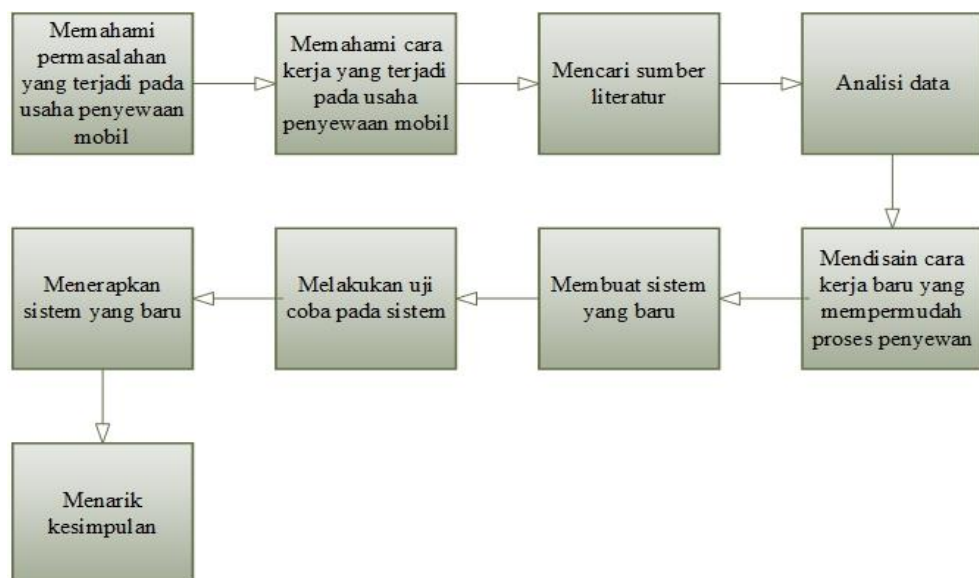 Memahami
permasalahan
yang terjadi pada
usaha penyewaan
mobil
Memahami cara
kerja yang terjadi
pada usaha
penyewaan mobil
Mencari sumber
literatur
Analisi data
Mendisain cara
kerja baru yang
mempermudah
proses penyewan
Membuat sistem
yang baru
Melakukan uji
coba pada sistem
Menerapkan
sistem yang baru
Menarik
kesimpulan